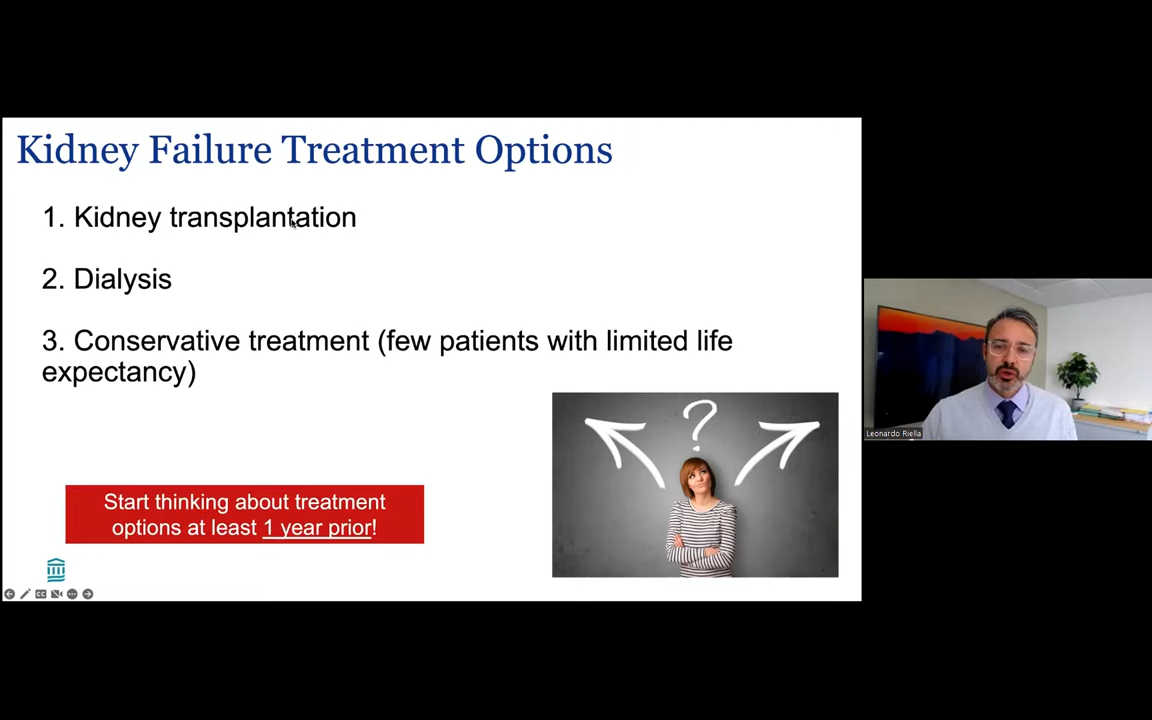 Kidney Failure Treatment Options
1. Kidney transplantation
2. Dialysis
3. Conservative treatment (few patients with limited life
expectancy)
?
Start thinking about treatment
options at least 1 year prior!
Leonardo Riella